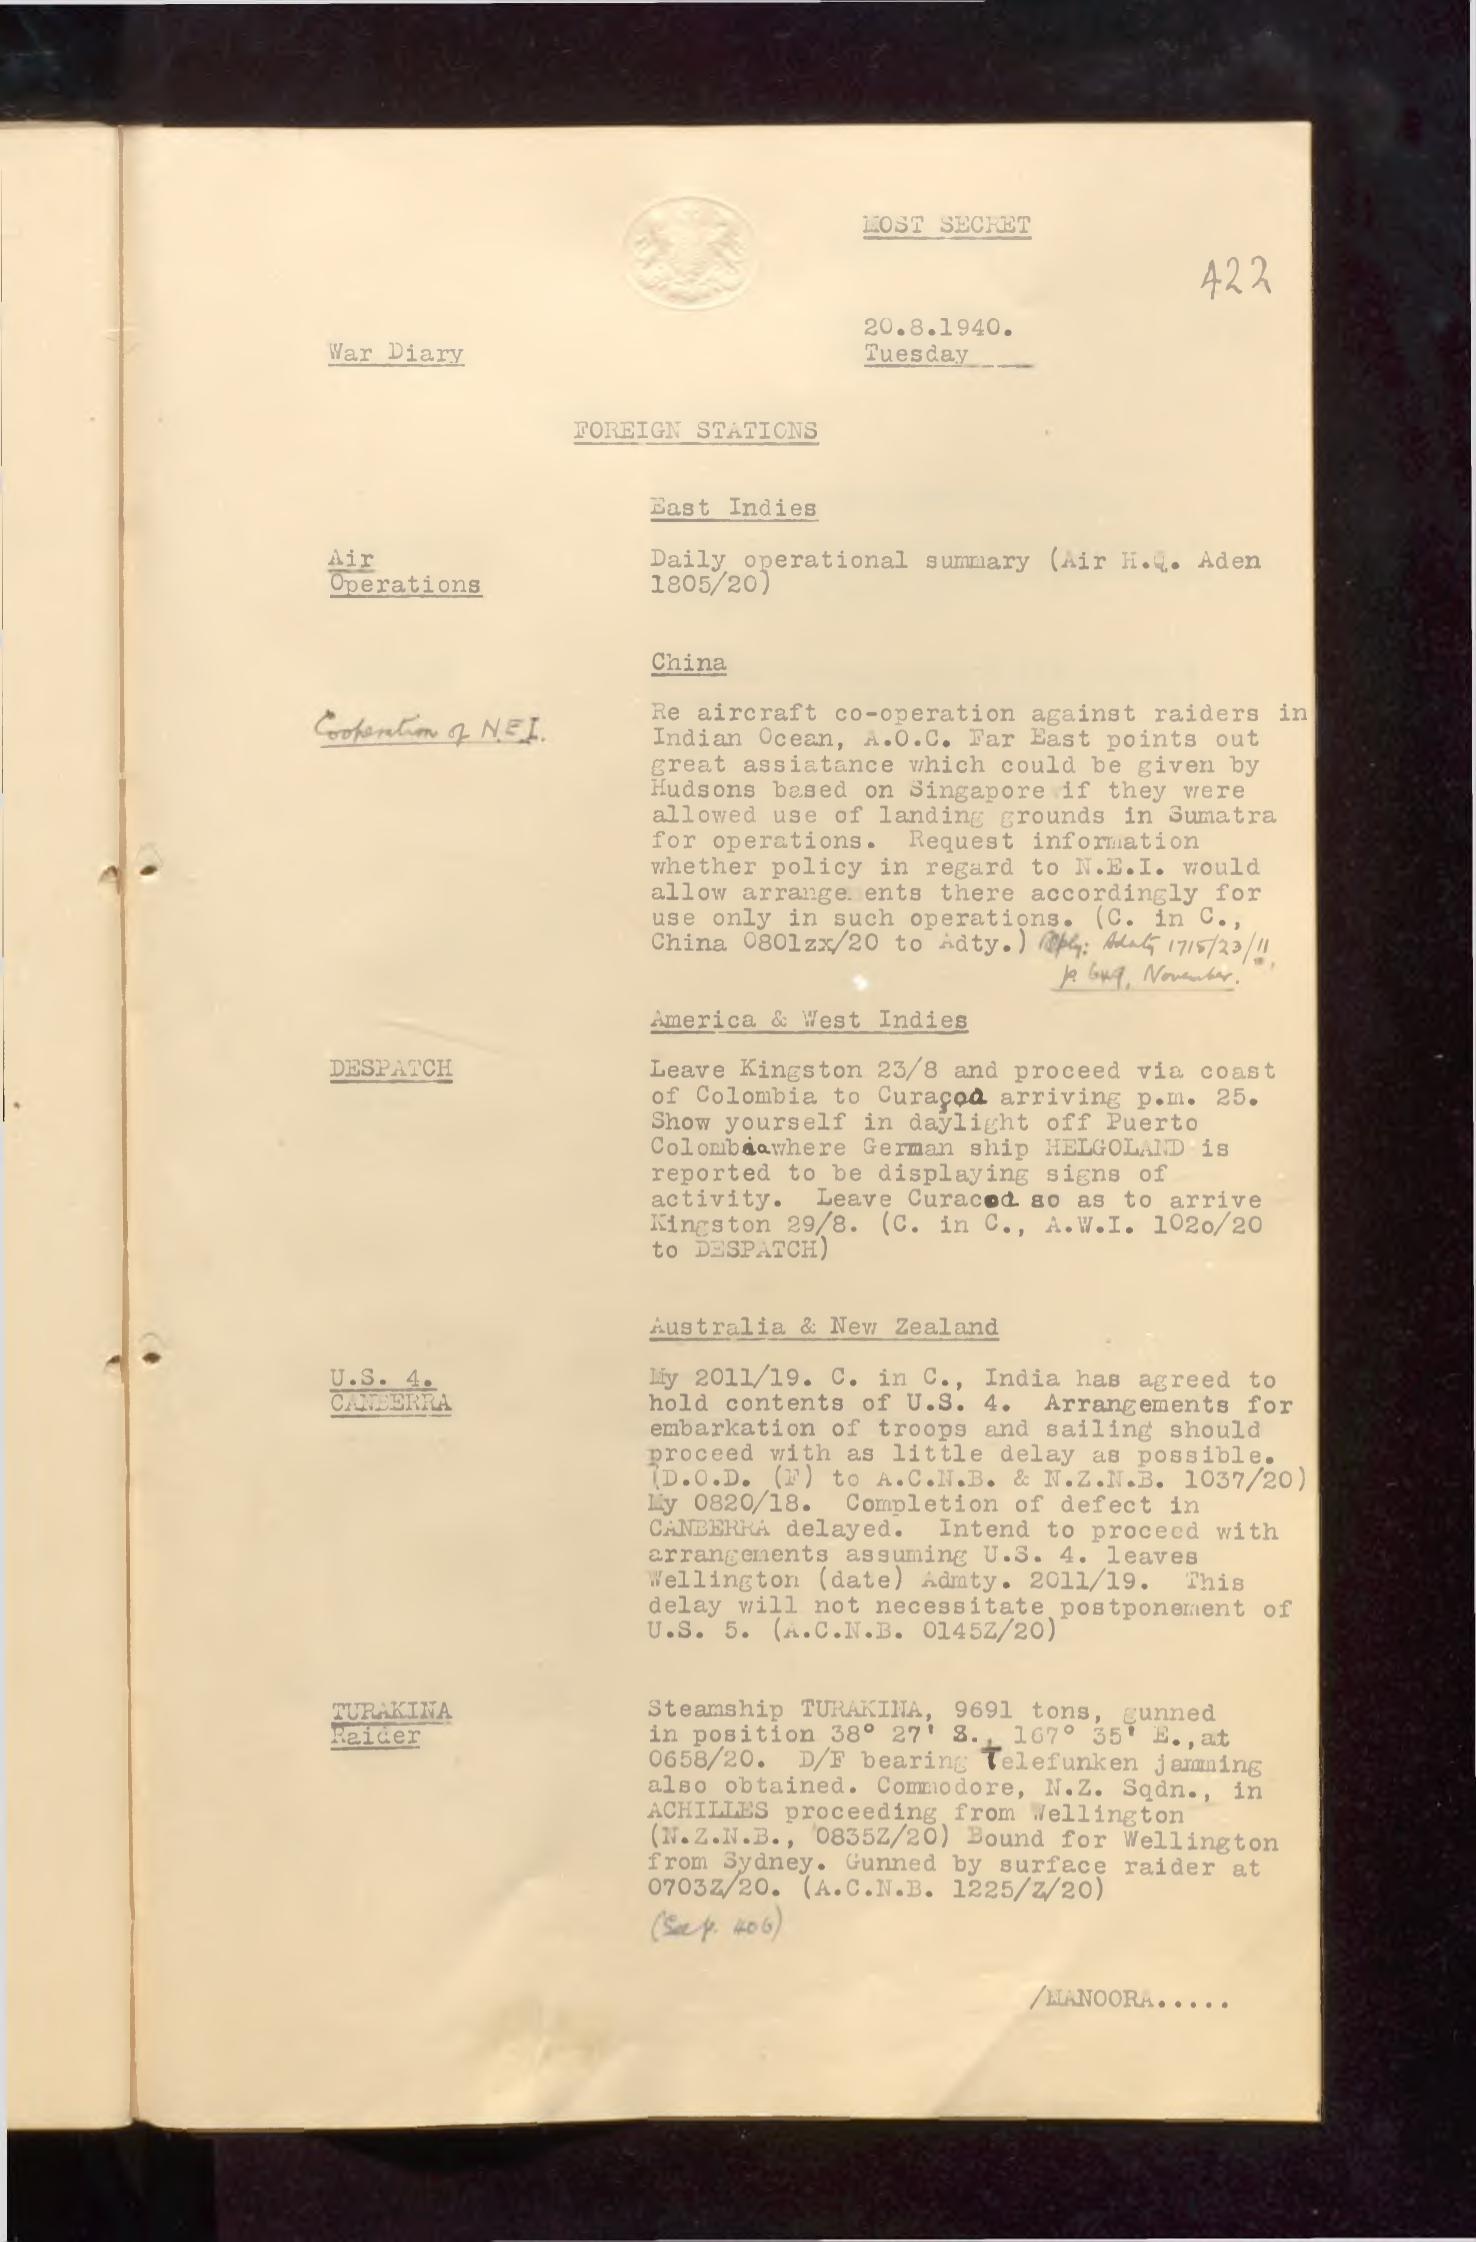 MOST SECRET
422
20.8.1940.
War Diary
Tuesday
FOREIGN STATIONS
East Indies
Air
Operations
Daily operational summary (Air H.Q. Aden
1805/20)
China
Cooperation of N.E.I.
Re aircraft co-operation against raiders in
Indian Ocean, A.O.C. Far East points out
great assiatance which could be given by
Hudsons based on Singapore if they were
allowed use of landing grounds in Sumatra
for operations. Request information
whether policy in regard to N.E.I. would
allow arrange ents there accordingly for
use only in such operations. (C. in C.,
China 0801zx/20 to Adty.) Reply: Admty 1715/23/11
p. 649, November.
America & West Indies
DESPATCH
Leave Kingston 23/8 and proceed via coast
of Colombia to Curaçoa arriving p.m. 25.
Show yourself in daylight off Puerto
Colombia where German ship HELGOLAND is
reported to be displaying signs of
activity. Leave Curacoa so as to arrive
Kingston 29/8. (C. in C., A.W.I. 102o/20
to DESPATCH)
Australia & New Zealand
U.S. 4.
CANBERRA
My 2011/19. C. in C., India has agreed to
hold contents of U.S. 4. Arrangements for
embarkation of troops and sailing should
proceed with as little delay as possible.
(D.O.D. (F) to A.C.N.B. & N.Z.N.B. 1037/20)
My 0820/18. Completion of defect in
CANBERRA delayed. Intend to proceed with
arrangements assuming U.S. 4. leaves
Wellington (date) Admty. 2011/19. This
delay will not necessitate postponement of
U.S. 5. (A.C.N.B. 0145Z/20)
TURAKINA
Raider
Steamship TURAKINA, 9691 tons, gunned
in position 38° 27' S., 167° 35' E.,at
0658/20. D/F bearing Telefunken jamming
also obtained. Commodore, N.Z. Sqdn., in
ACHILLES proceeding from Wellington
(N.Z.N.B., 0835Z/20) Bound for Wellington
from Sydney. Gunned by surface raider at
0703Z/20. (A.C.N.B. 1225/Z/20)
(See p. 406)
/MANOORA.....